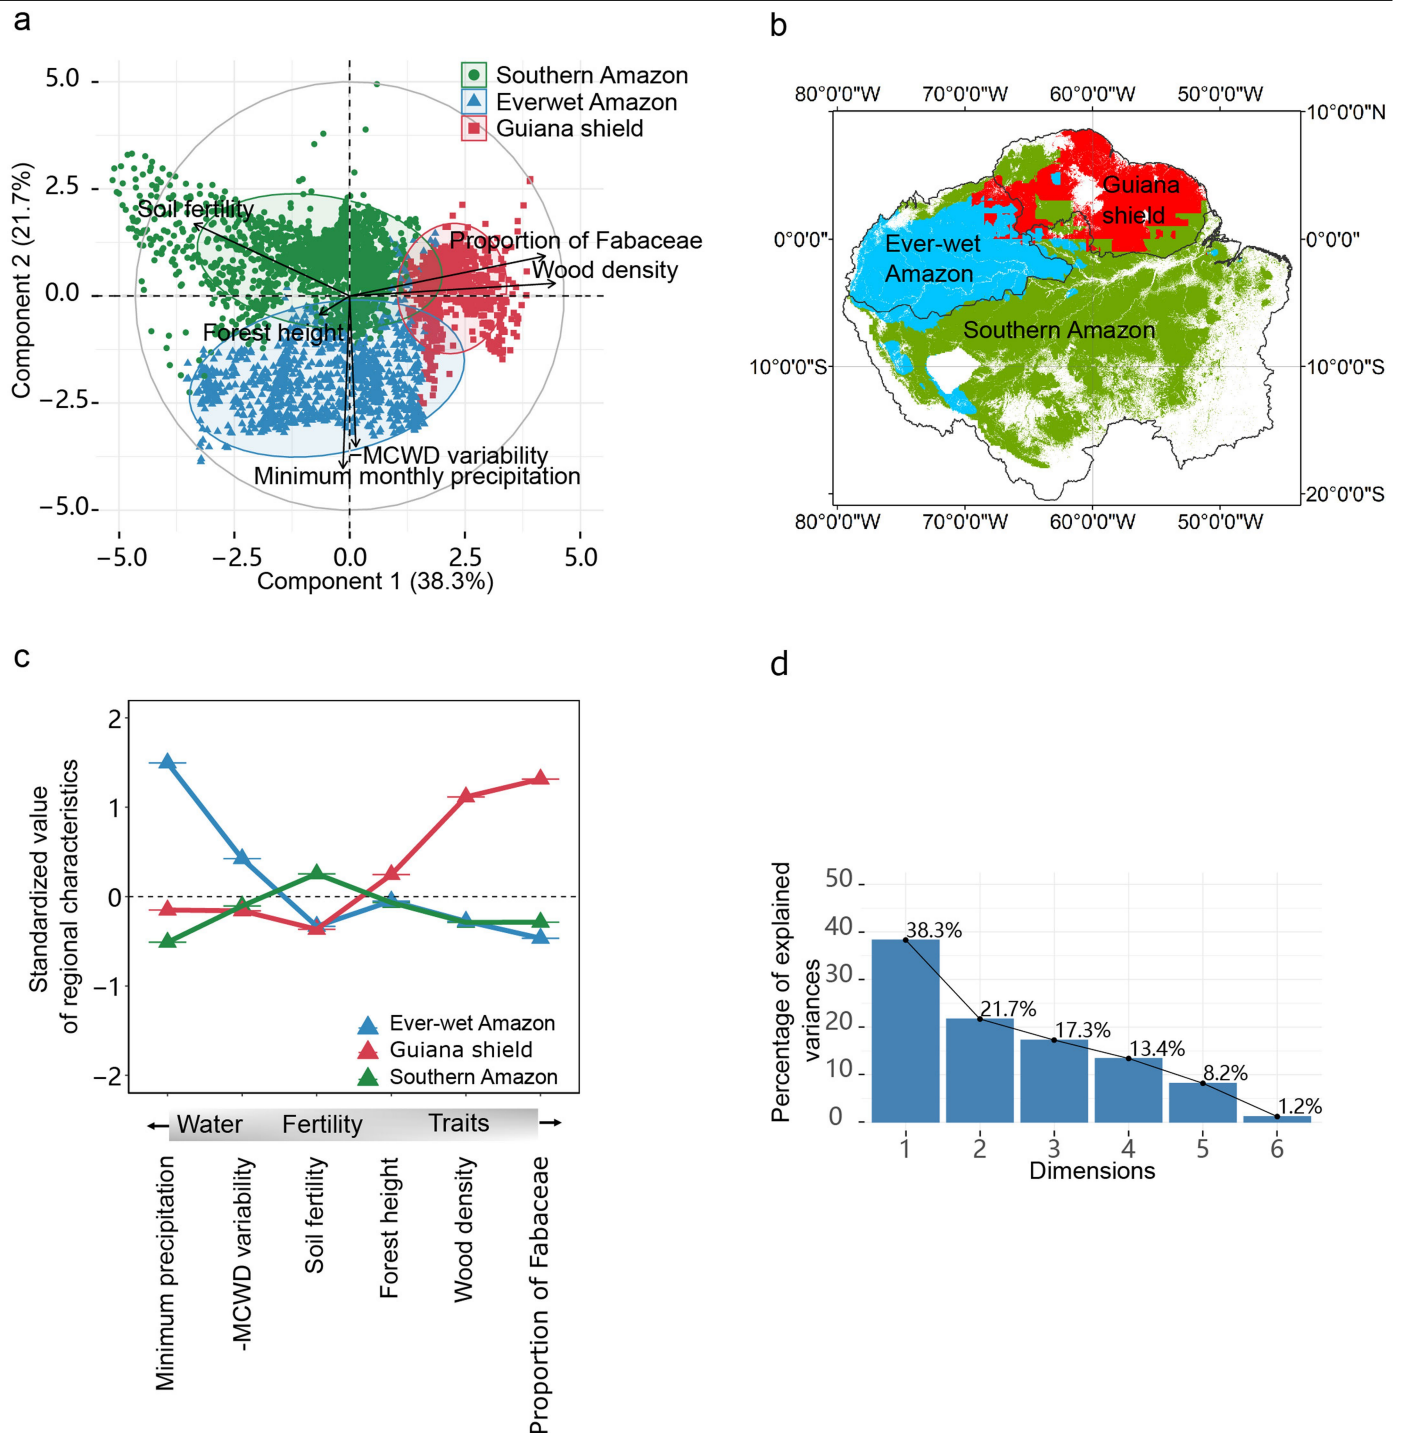 a
Southern Amazon
Everwet Amazon
Guiana shield
5.0
2.5
0.0
−2.5
−5.0
Component 2 (21.7%)
Soil fertility
Proportion of Fabaceae
Wood density
Forest height
−MCWD variability
Minimum monthly precipitation
−5.0 −2.5 0.0 2.5 5.0
Component 1 (38.3%)
b
80°0'0"W 70°0'0"W 60°0'0"W 50°0'0"W
10°0'0"N
Guiana
shield
0°0'0"
0°0'0"
Ever-wet
Amazon
Southern Amazon
10°0'0"S
10°0'0"S
20°0'0"S
80°0'0"W 70°0'0"W 60°0'0"W 50°0'0"W
c
2
1
0
−1
−2
Standardized value
of regional characteristics
Ever-wet Amazon
Guiana shield
Southern Amazon
Water Fertility Traits
Minimum precipitation
-MCWD variability
Soil fertility
Forest height
Wood density
Proportion of Fabaceae
d
50
40
30
20
10
0
Percentage of explained
variances
38.3%
21.7%
17.3%
13.4%
8.2%
1.2%
1 2 3 4 5 6
Dimensions